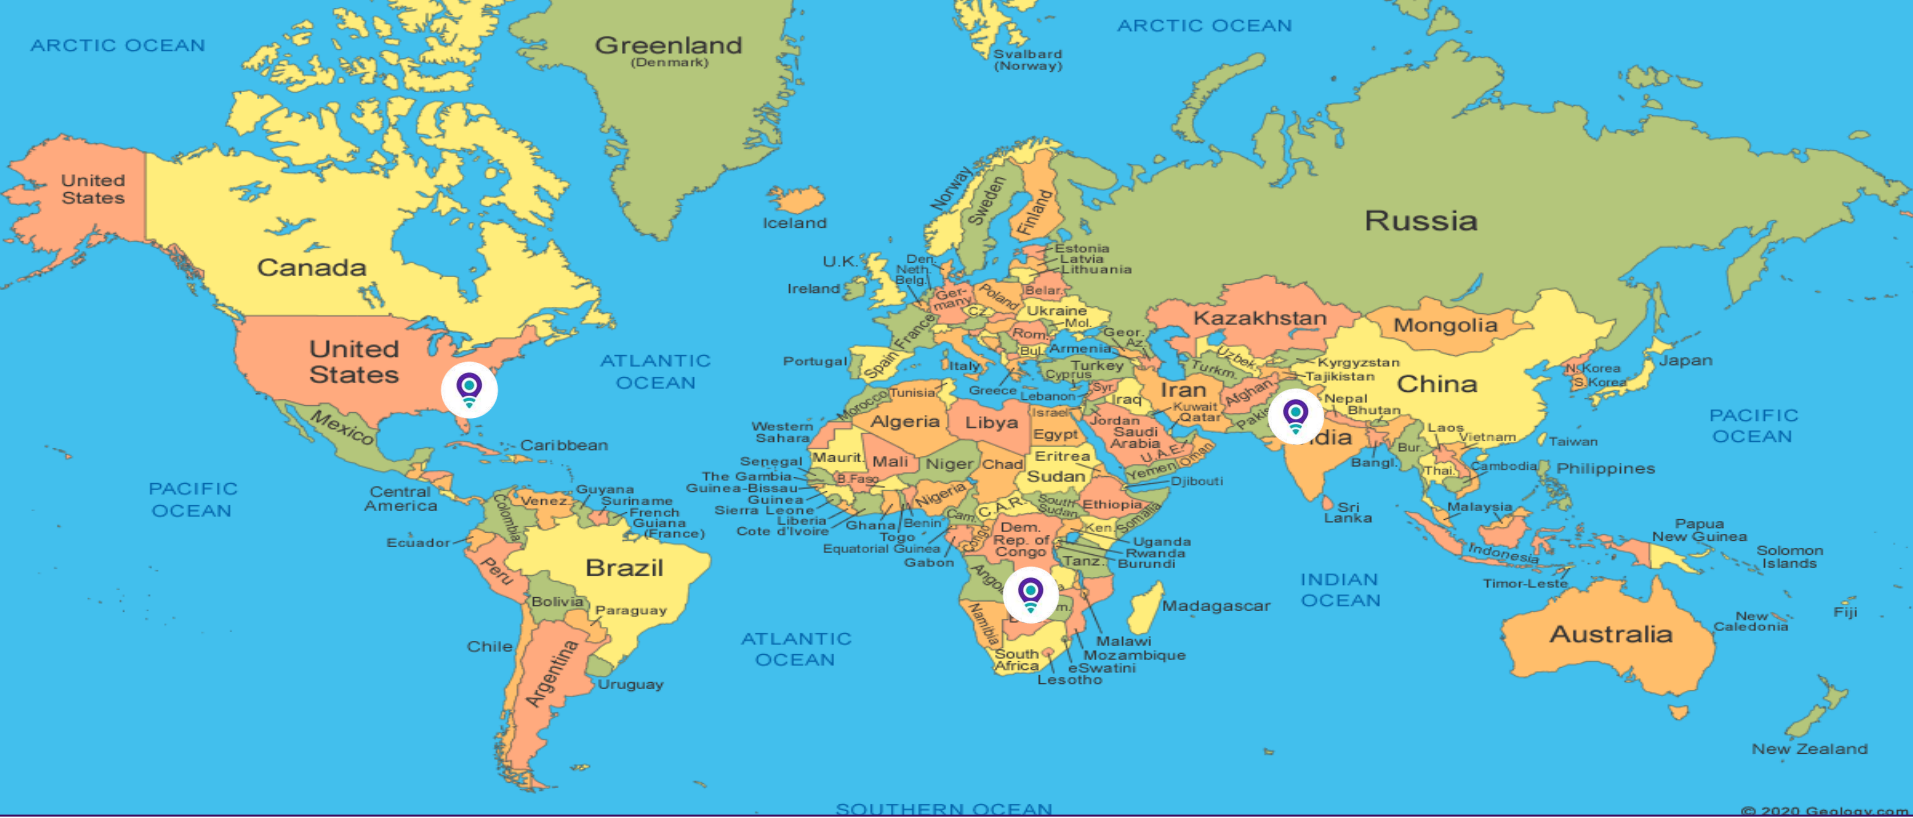 ARCTIC OCEAN
ARCTIC OCEAN
Greenland
(Denmark)
Svalbard
(Norway)
United
States
Canada
Iceland
Norway
Sweden
Finland
Russia
Estonia
Latvia
Lithuania
U.K.
Ireland
Den.
Neth.
Belg.
Ger-
many
Poland
Belar.
Cz.
Ukraine
Mol.
France
Rom.
Bul.
Geor.
Az.
Armenia
Kazakhstan
Mongolia
United
States
ATLANTIC
OCEAN
Portugal
Spain
Italy
Greece
Turkey
Cyprus
Lebanon
Syr.
Iraq
Iran
Uzbek.
Turkm.
Kyrgyzstan
Tajikistan
Afghan.
China
N. Korea
S. Korea
Japan
PACIFIC
OCEAN
Mexico
Caribbean
Morocco
Tunisia
Algeria
Libya
Israel
Egypt
Jordan
Kuwait
Qatar
Saudi
Arabia
U.A.E.
Oman
Yemen
Nepal
Bhutan
Bangl.
Bur.
Laos
Vietnam
Taiwan
Thai.
Cambodia
Philippines
Western
Sahara
Maurit.
Mali
Niger
Chad
Eritrea
Sudan
Djibouti
Senegal
The Gambia
Guinea-Bissau
Guinea
Sierra Leone
Liberia
Cote d'Ivoire
B.Faso
Ghana
Togo
Benin
Nigeria
Cam.
C.A.R.
South
Sudan
Ethiopia
Somalia
Sri
Lanka
Malaysia
PACIFIC
OCEAN
Central
America
Guyana
Suriname
French
Guiana
(France)
Venez.
Colombia
Ecuador
Peru
Brazil
Bolivia
Paraguay
Chile
Argentina
Uruguay
Equatorial Guinea
Gabon
Congo
Dem.
Rep. of
Congo
Ken.
Uganda
Rwanda
Burundi
Tanz.
INDIAN
OCEAN
Indonesia
Timor-Leste
Papua
New Guinea
Solomon
Islands
Madagascar
Namibia
Malawi
Mozambique
eSwatini
Lesotho
South
Africa
ATLANTIC
OCEAN
Australia
New
Caledonia
Fiji
New Zealand
SOUTHERN OCEAN
© 2020 Geology.com